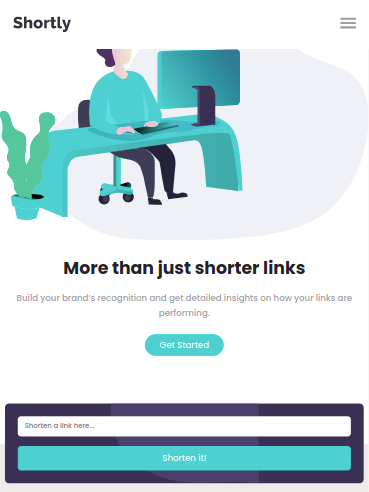 Shortly
More than just shorter links
Build your brand's recognition and get detailed insights on how your links are
performing.
Get Started
Shorten a link here...
Shorten it!